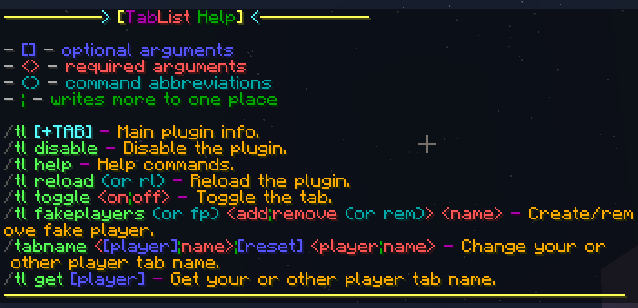 > [TabList Help] <
- [] - optional arguments
- <> - required arguments
- () - command abbreviations
- ¦ - writes more to one place
/tl [+TAB] - Main plugin info.
/tl disable - Disable the plugin.
/tl help - Help commands.
/tl reload (or rl) - Reload the plugin.
/tl toggle <on¦off> - Toggle the tab.
/tl fakeplayers (or fp) <add¦remove (or rem)> <name> - Create/rem
ove fake player.
/tabname <[player]¦name>¦[reset] <player¦name> - Change your or
other player tab name.
/tl get [player] - Get your or other player tab name.